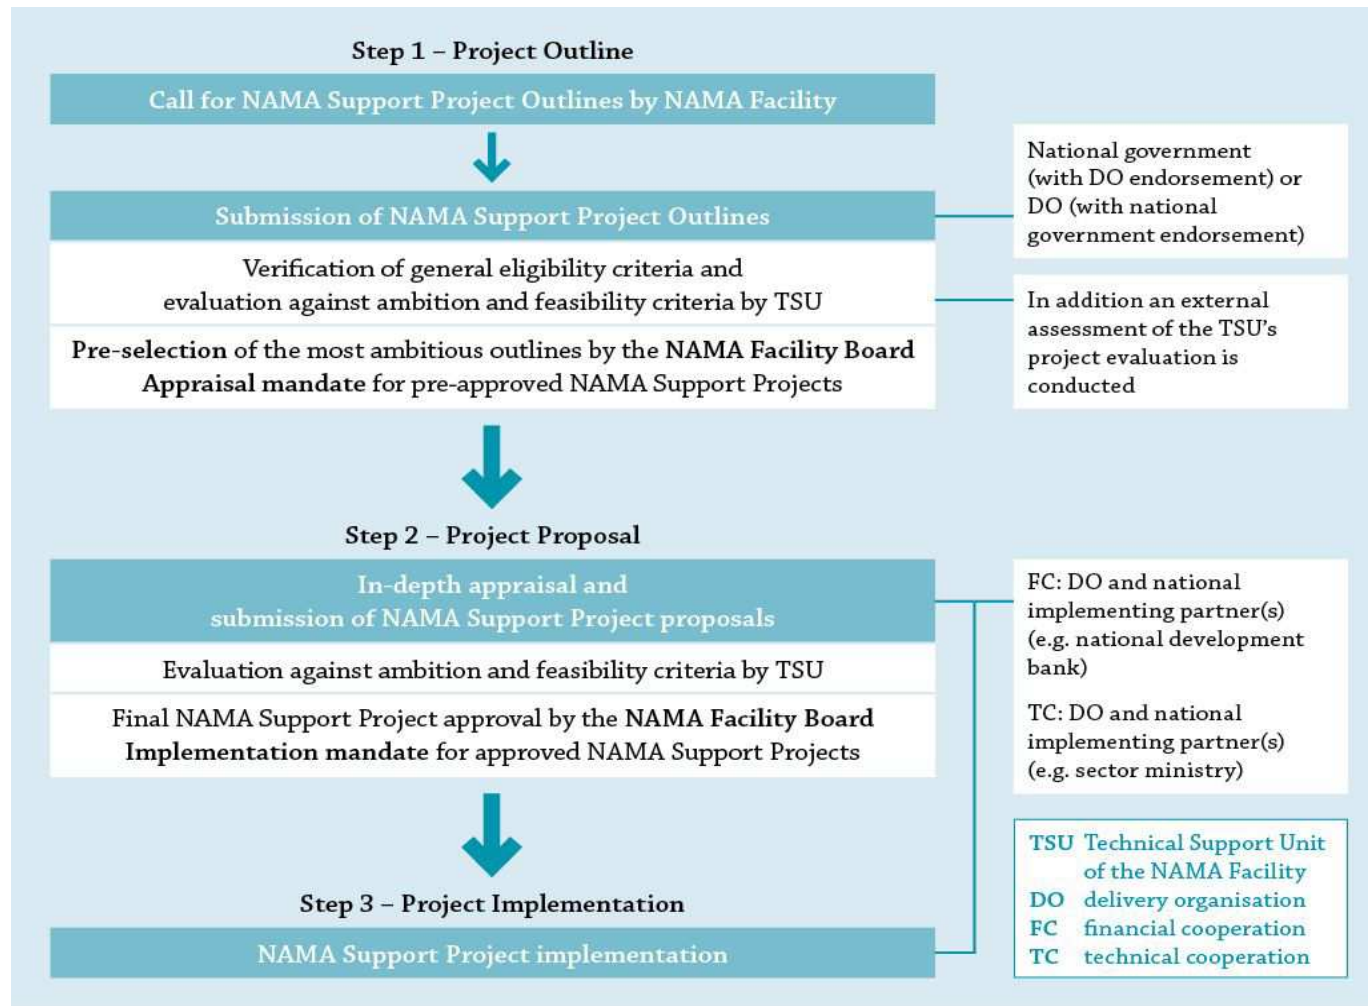 Step 1 – Project Outline
Call for NAMA Support Project Outlines by NAMA Facility
Submission of NAMA Support Project Outlines
National government
(with DO endorsement) or
DO (with national
government endorsement)
Verification of general eligibility criteria and
evaluation against ambition and feasibility criteria by TSU
In addition an external
assessment of the TSU's
project evaluation is
conducted
Pre-selection of the most ambitious outlines by the NAMA Facility Board
Appraisal mandate for pre-approved NAMA Support Projects
Step 2 – Project Proposal
In-depth appraisal and
submission of NAMA Support Project proposals
FC: DO and national
implementing partner(s)
(e.g. national development
bank)
TC: DO and national
implementing partner(s)
(e.g. sector ministry)
Evaluation against ambition and feasibility criteria by TSU
Final NAMA Support Project approval by the NAMA Facility Board
Implementation mandate for approved NAMA Support Projects
Step 3 – Project Implementation
NAMA Support Project implementation
TSU Technical Support Unit
of the NAMA Facility
DO delivery organisation
FC financial cooperation
TC technical cooperation